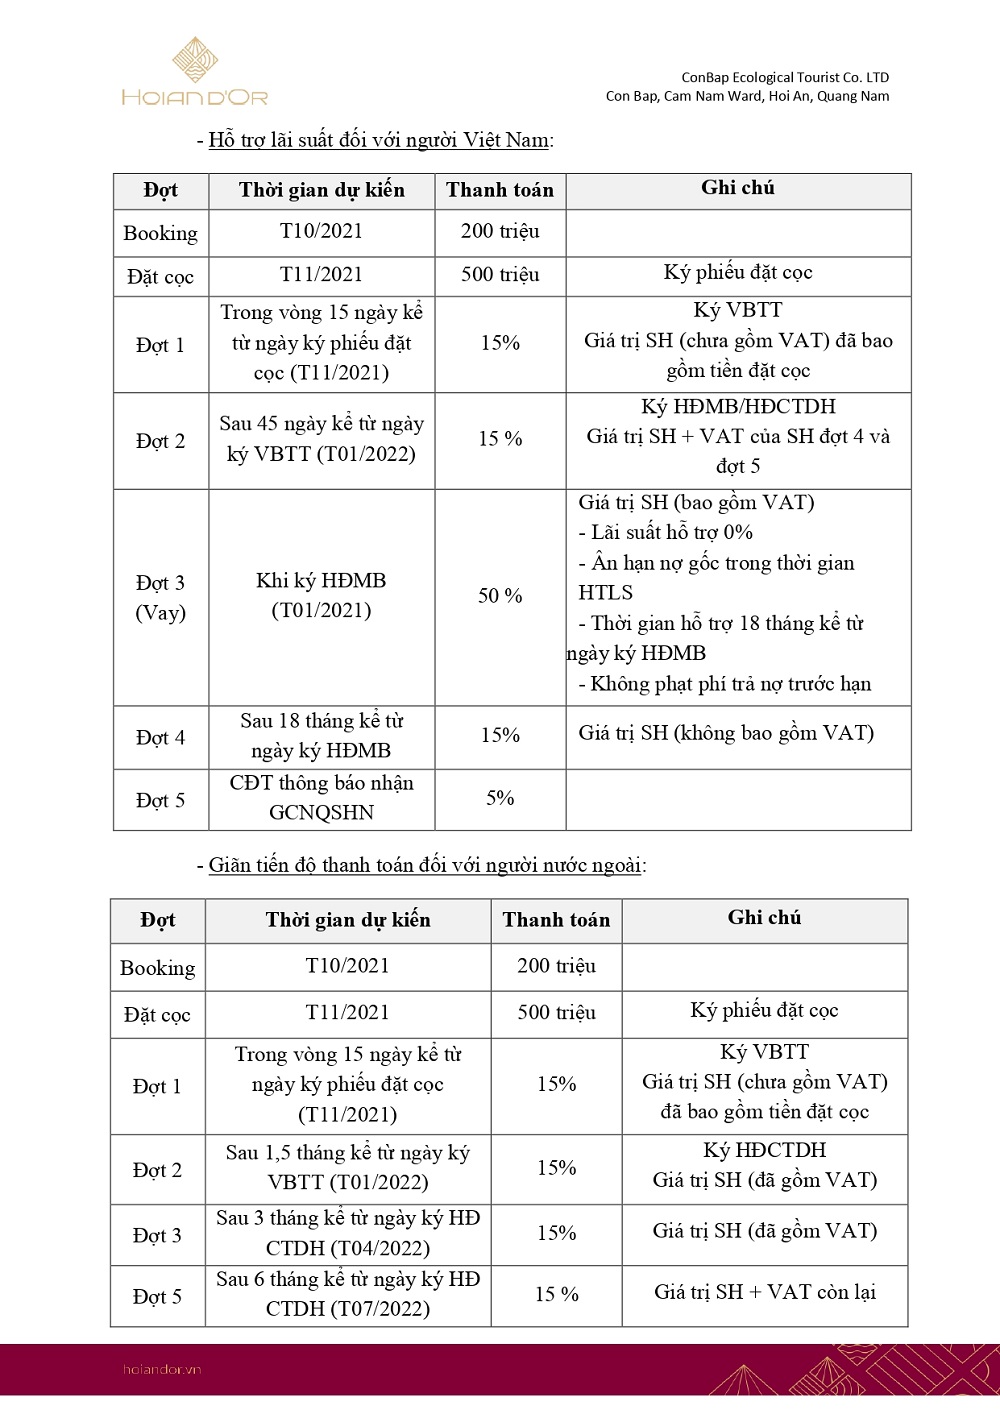 HOIAN D'OR
ConBap Ecological Tourist Co. LTD
Con Bap, Cam Nam Ward, Hoi An, Quang Nam
- Hỗ trợ lãi suất đối với người Việt Nam:
Đợt Thời gian dự kiến Thanh toán Ghi chú
Booking T10/2021 200 triệu
Đặt cọc T11/2021 500 triệu Ký phiếu đặt cọc
Đợt 1
Trong vòng 15 ngày kể
từ ngày ký phiếu đặt
cọc (T11/2021)
15%
Ký VBTT
Giá trị SH (chưa gồm VAT) đã bao
gồm tiền đặt cọc
Đợt 2
Sau 45 ngày kể từ ngày
ký VBTT (T01/2022)
15 %
Ký HĐMB/HĐCTDH
Giá trị SH + VAT của SH đợt 4 và
đợt 5
Đợt 3
(Vay)
Khi ký HĐMB
(T01/2021)
50 %
Giá trị SH (bao gồm VAT)
- Lãi suất hỗ trợ 0%
- Ân hạn nợ gốc trong thời gian
HTLS
- Thời gian hỗ trợ 18 tháng kể từ
ngày ký HĐMB
- Không phạt phí trả nợ trước hạn
Đợt 4
Sau 18 tháng kể từ
ngày ký HĐMB
15%
Giá trị SH (không bao gồm VAT)
Đợt 5
CĐT thông báo nhận
GCNQSHN
5%
- Giãn tiến độ thanh toán đối với người nước ngoài:
Đợt Thời gian dự kiến Thanh toán Ghi chú
Booking T10/2021 200 triệu
Đặt cọc T11/2021 500 triệu Ký phiếu đặt cọc
Đợt 1
Trong vòng 15 ngày kể từ
ngày ký phiếu đặt cọc
(T11/2021)
15%
Ký VBTT
Giá trị SH (chưa gồm VAT)
đã bao gồm tiền đặt cọc
Đợt 2
Sau 1,5 tháng kể từ ngày ký
VBTT (T01/2022)
15%
Ký HĐCTDH
Giá trị SH (đã gồm VAT)
Đợt 3
Sau 3 tháng kể từ ngày ký HĐ
CTDH (T04/2022)
15%
Giá trị SH (đã gồm VAT)
Đợt 5
Sau 6 tháng kể từ ngày ký HĐ
CTDH (T07/2022)
15 %
Giá trị SH + VAT còn lại
hoiandor.vn